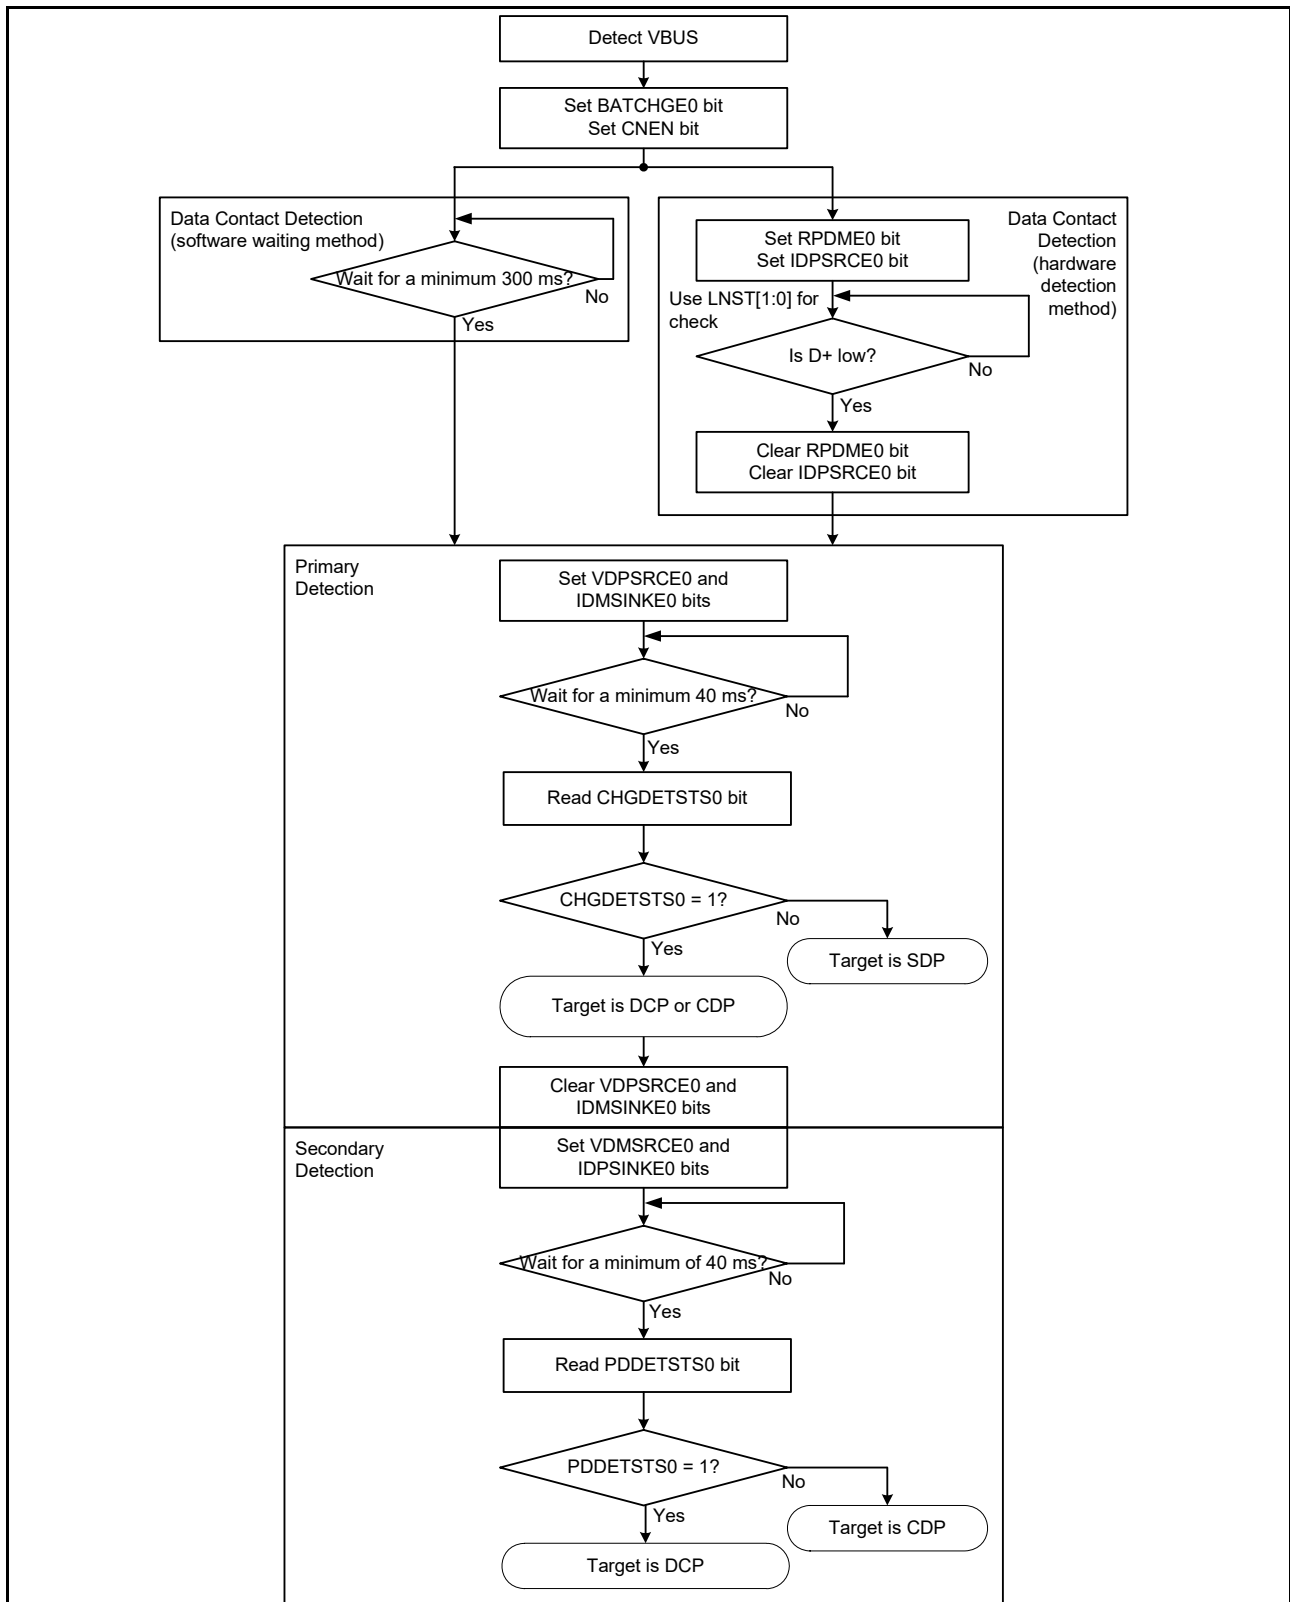 Detect VBUS
Set BATCHGE0 bit
Set CNEN bit
Data Contact Detection
(software waiting method)
Wait for a minimum 300 ms?
No
Yes
Data Contact
Detection
(hardware
detection
method)
Set RPDME0 bit
Set IDPSRCE0 bit
Use LNST[1:0] for
check
Is D+ low?
No
Yes
Clear RPDME0 bit
Clear IDPSRCE0 bit
Primary
Detection
Set VDPSRCE0 and
IDMSINKE0 bits
Wait for a minimum 40 ms?
No
Yes
Read CHGDETSTS0 bit
CHGDETSTS0 = 1?
No
Yes
Target is SDP
Target is DCP or CDP
Clear VDPSRCE0 and
IDMSINKE0 bits
Secondary
Detection
Set VDMSRCE0 and
IDPSINKE0 bits
Wait for a minimum of 40 ms?
No
Yes
Read PDDETSTS0 bit
PDDETSTS0 = 1?
No
Yes
Target is CDP
Target is DCP